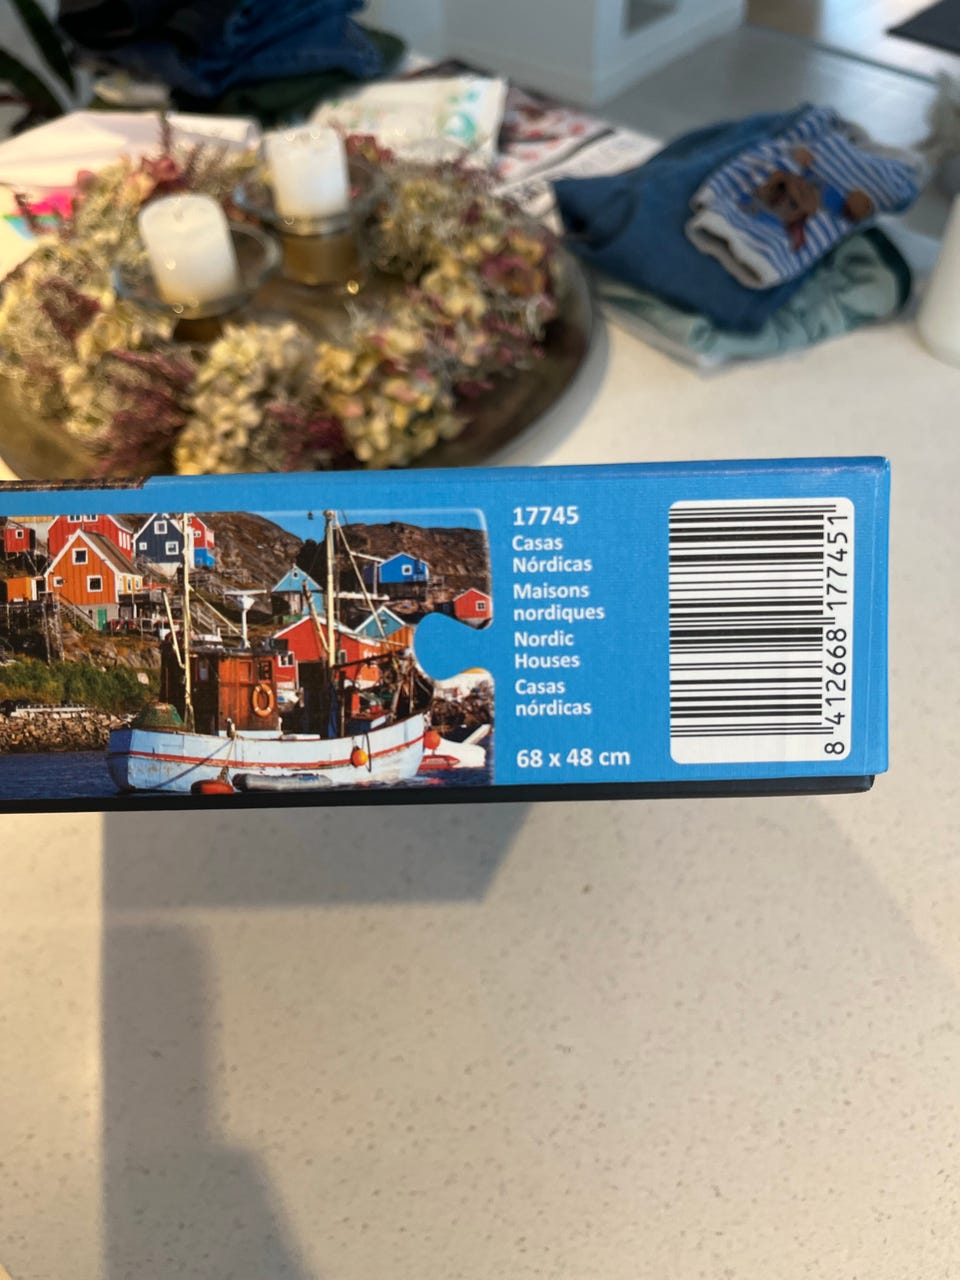 17745
Casas
Nórdicas
Maisons
nordiques
Nordic
Houses
Casas
nórdicas
68 x 48 cm
8 412668 177451